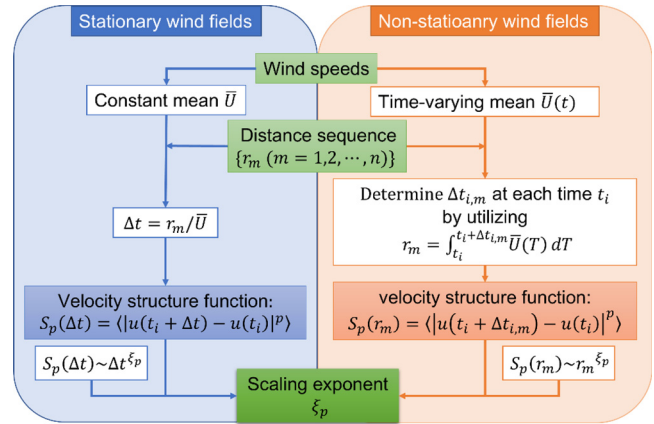 Stationary wind fields
Non-statioanry wind fields
Wind speeds
Constant mean U̅
Time-varying mean U̅(t)
Distance sequence
{r_m (m = 1,2,⋯,n)}
Δt = r_m/U̅
Determine Δt_{i,m} at each time t_i
by utilizing
r_m = ∫_{t_i}^{t_i+Δt_{i,m}} U̅(T) dT
Velocity structure function:
S_p(Δt) = ⟨|u(t_i + Δt) − u(t_i)|^p⟩
velocity structure function:
S_p(r_m) = ⟨|u(t_i + Δt_{i,m}) − u(t_i)|^p⟩
S_p(Δt)~Δt^{ξ_p}
S_p(r_m)~r_m^{ξ_p}
Scaling exponent
ξ_p